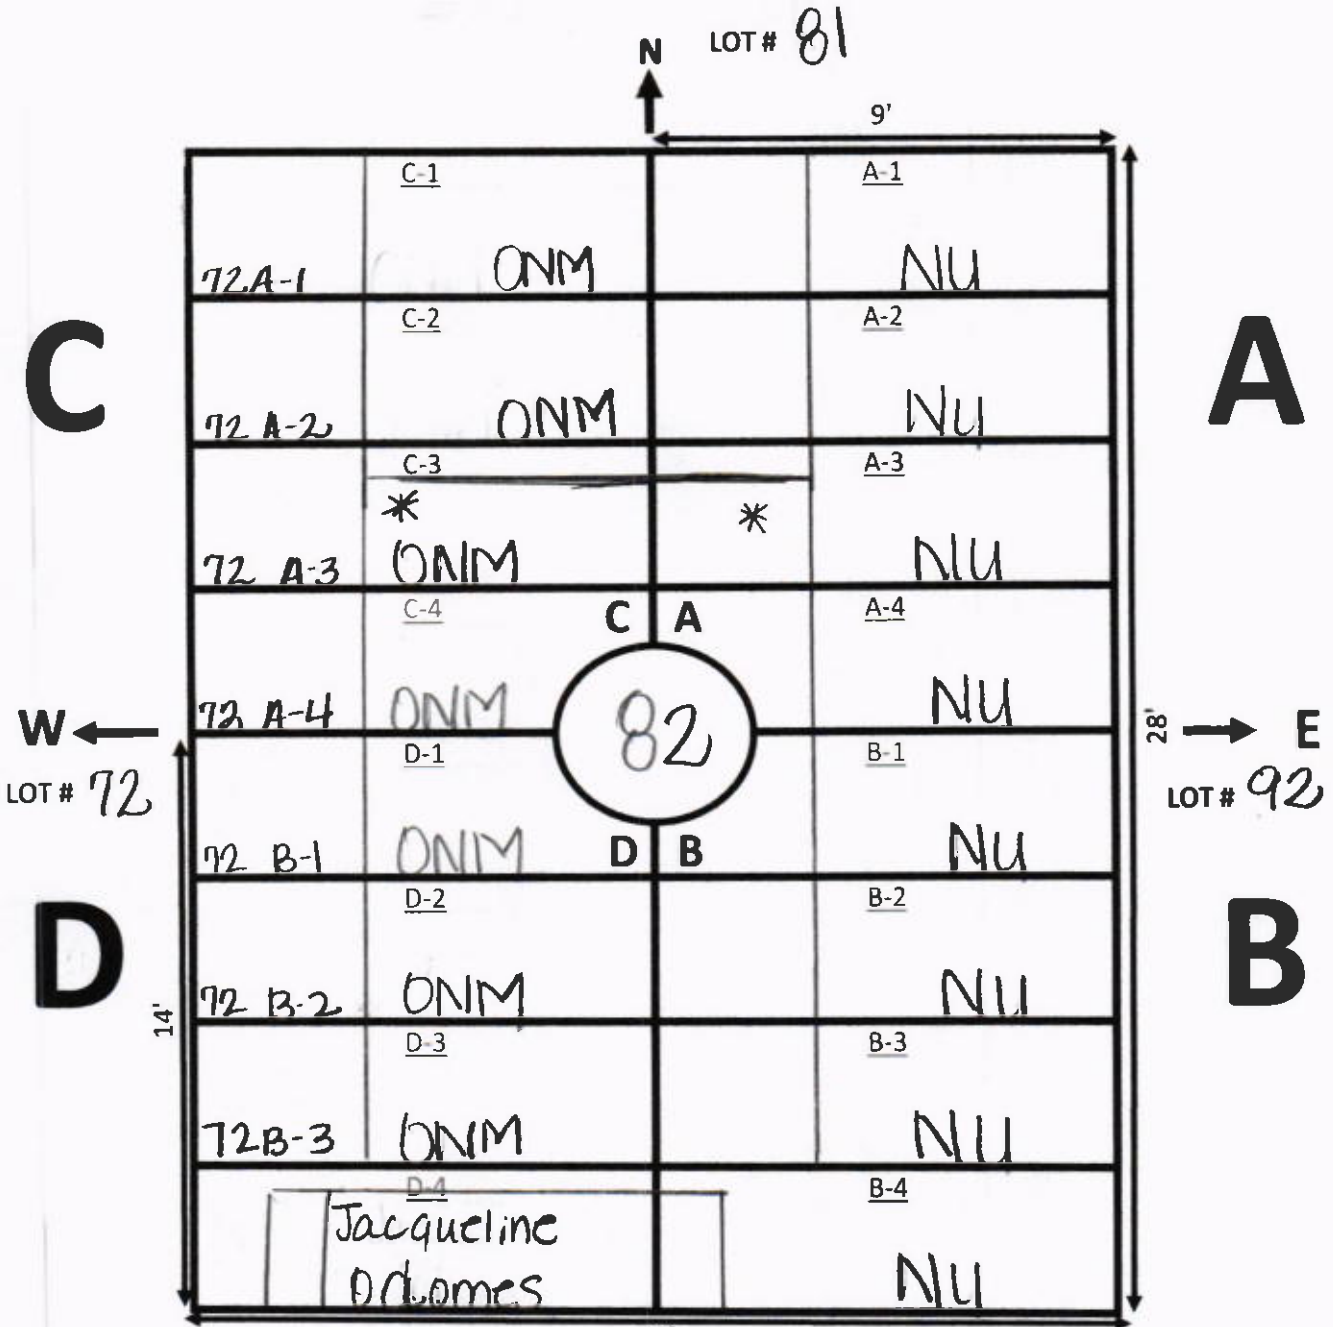 LOT # 81
N
9'
C-1 A-1
72A-1 ONM NU
C-2 A-2
72 A-2 ONM NU
C A
C-3 A-3
* *
72 A-3 ONM NU
C-4 C A A-4
72 A-4 ONM NU
W 82 28' E
D-1 B-1
LOT # 72 LOT # 92
72 B-1 ONM D B NU
D-2 B-2
D B
72 B-2 ONM NU
14'
D-3 B-3
72B-3 ONM NU
D-4 B-4
Jacqueline
Odomes NU